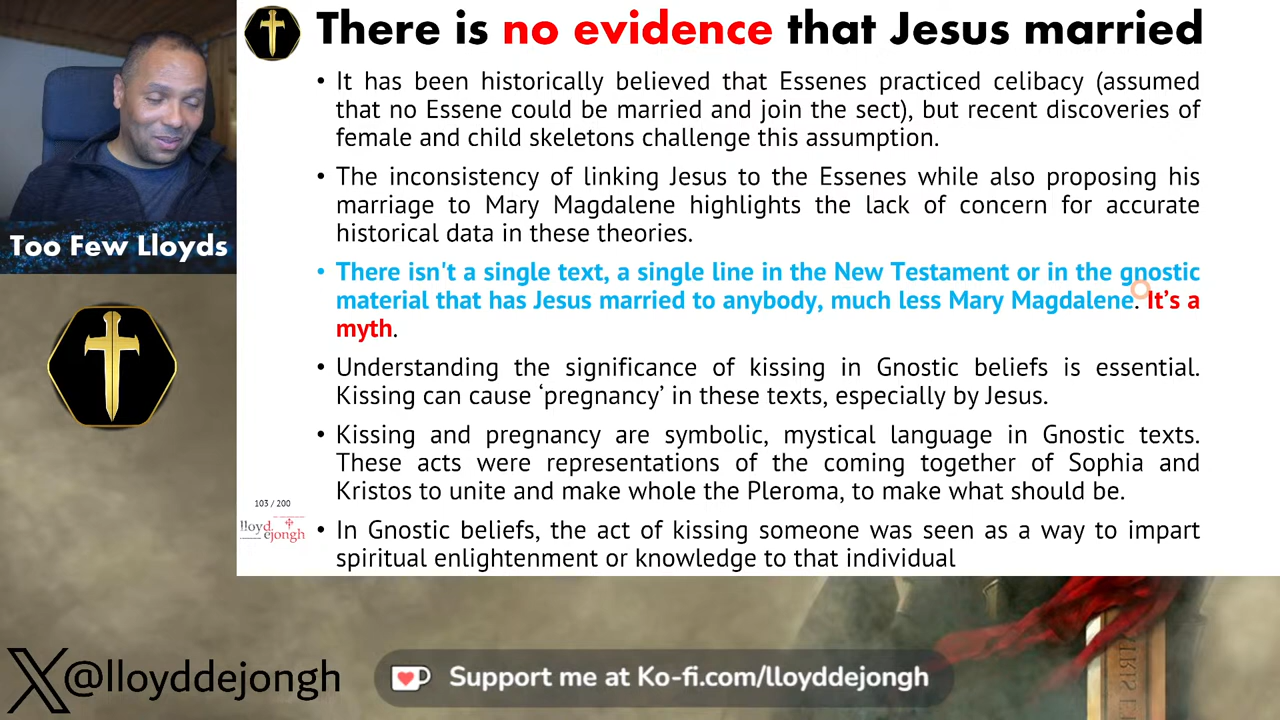 There is no evidence that Jesus married
• It has been historically believed that Essenes practiced celibacy (assumed
that no Essene could be married and join the sect), but recent discoveries of
female and child skeletons challenge this assumption.
• The inconsistency of linking Jesus to the Essenes while also proposing his
marriage to Mary Magdalene highlights the lack of concern for accurate
historical data in these theories.
• There isn't a single text, a single line in the New Testament or in the gnostic
material that has Jesus married to anybody, much less Mary Magdalene. It’s a
myth.
• Understanding the significance of kissing in Gnostic beliefs is essential.
Kissing can cause ‘pregnancy’ in these texts, especially by Jesus.
• Kissing and pregnancy are symbolic, mystical language in Gnostic texts.
These acts were representations of the coming together of Sophia and
Kristos to unite and make whole the Pleroma, to make what should be.
• In Gnostic beliefs, the act of kissing someone was seen as a way to impart
spiritual enlightenment or knowledge to that individual
103 / 200
lloyd
dejongh
Too Few Lloyds
X@lloyddejongh
Support me at Ko-fi.com/lloyddejongh